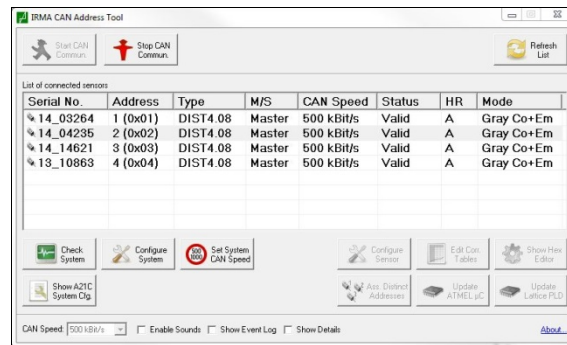 IRMA CAN Address Tool
Start CAN Commun.
Stop CAN Commun.
Refresh List
List of connected sensors
Serial No. Address Type M/S CAN Speed Status HR Mode
14_03264 1 (0x01) DIST4.08 Master 500 kBit/s Valid A Gray Co+Em
14_04235 2 (0x02) DIST4.08 Master 500 kBit/s Valid A Gray Co+Em
14_14621 3 (0x03) DIST4.08 Master 500 kBit/s Valid A Gray Co+Em
13_10863 4 (0x04) DIST4.08 Master 500 kBit/s Valid A Gray Co+Em
Check System
Configure System
500 1000 Set System CAN Speed
Configure Sensor
Edit Corr. Tables
Show Hex Editor
Show A21C System Cfg.
Ass. Distinct Addresses
Update ATMEL µC
Update Lattice PLD
CAN Speed: 500 kBit/s Enable Sounds Show Event Log Show Details About...